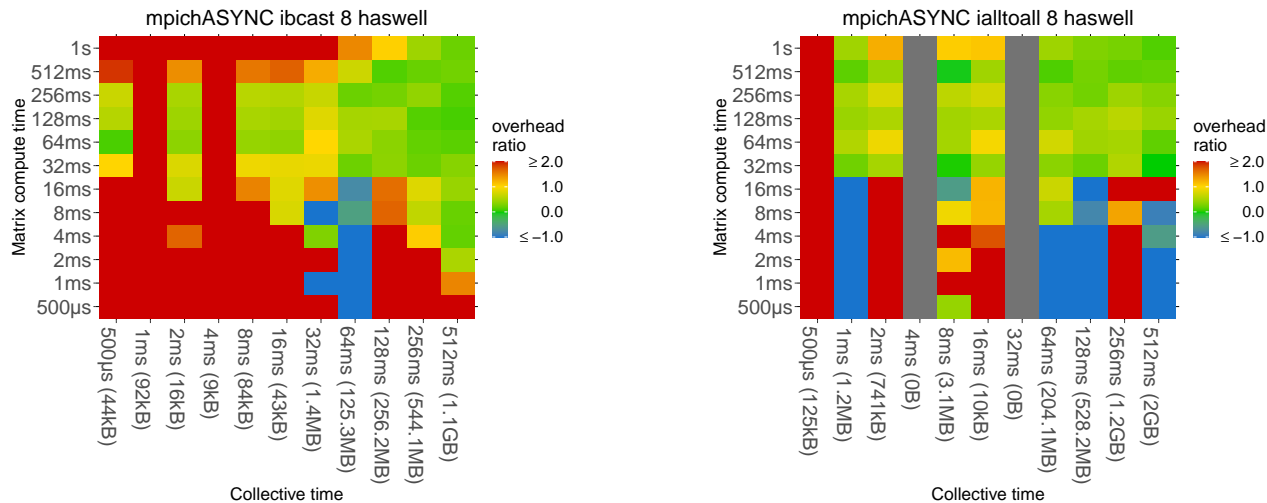 mpichASYNC ibcast 8 haswell
Matrix compute time
1s
512ms
256ms
128ms
64ms
32ms
16ms
8ms
4ms
2ms
1ms
500µs
500µs (44kB)
1ms (92kB)
2ms (16kB)
4ms (9kB)
8ms (84kB)
16ms (43kB)
32ms (1.4MB)
64ms (125.3MB)
128ms (256.2MB)
256ms (544.1MB)
512ms (1.1GB)
Collective time
overhead
ratio
≥ 2.0
1.0
0.0
≤ −1.0
mpichASYNC ialltoall 8 haswell
Matrix compute time
1s
512ms
256ms
128ms
64ms
32ms
16ms
8ms
4ms
2ms
1ms
500µs
500µs (125kB)
1ms (1.2MB)
2ms (741kB)
4ms (0B)
8ms (3.1MB)
16ms (10kB)
32ms (0B)
64ms (204.1MB)
128ms (528.2MB)
256ms (1.2GB)
512ms (2GB)
Collective time
overhead
ratio
≥ 2.0
1.0
0.0
≤ −1.0